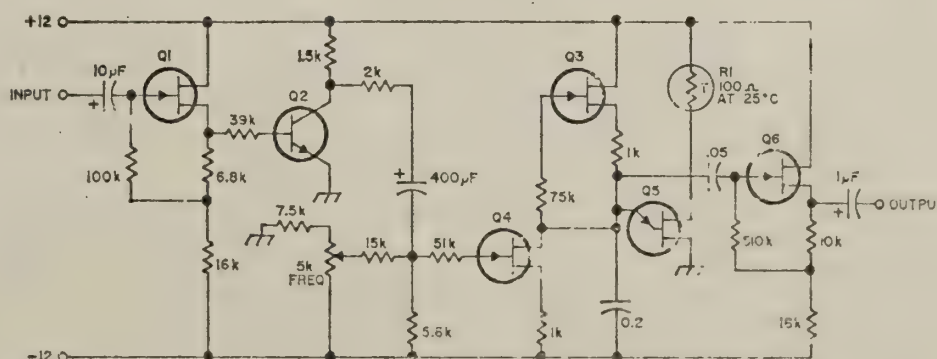 +12
Q1
10µF
INPUT
+
100k
6.8k
16k
39k
Q2
1.5k
2k
+
400µF
7.5k
5k
FREQ
15k
51k
5.6k
Q3
75k
Q4
1k
1k
0.2
Q5
R1
T
100Ω
AT 25°C
.05
Q6
510k
1µF
+
OUTPUT
10k
16k
-12